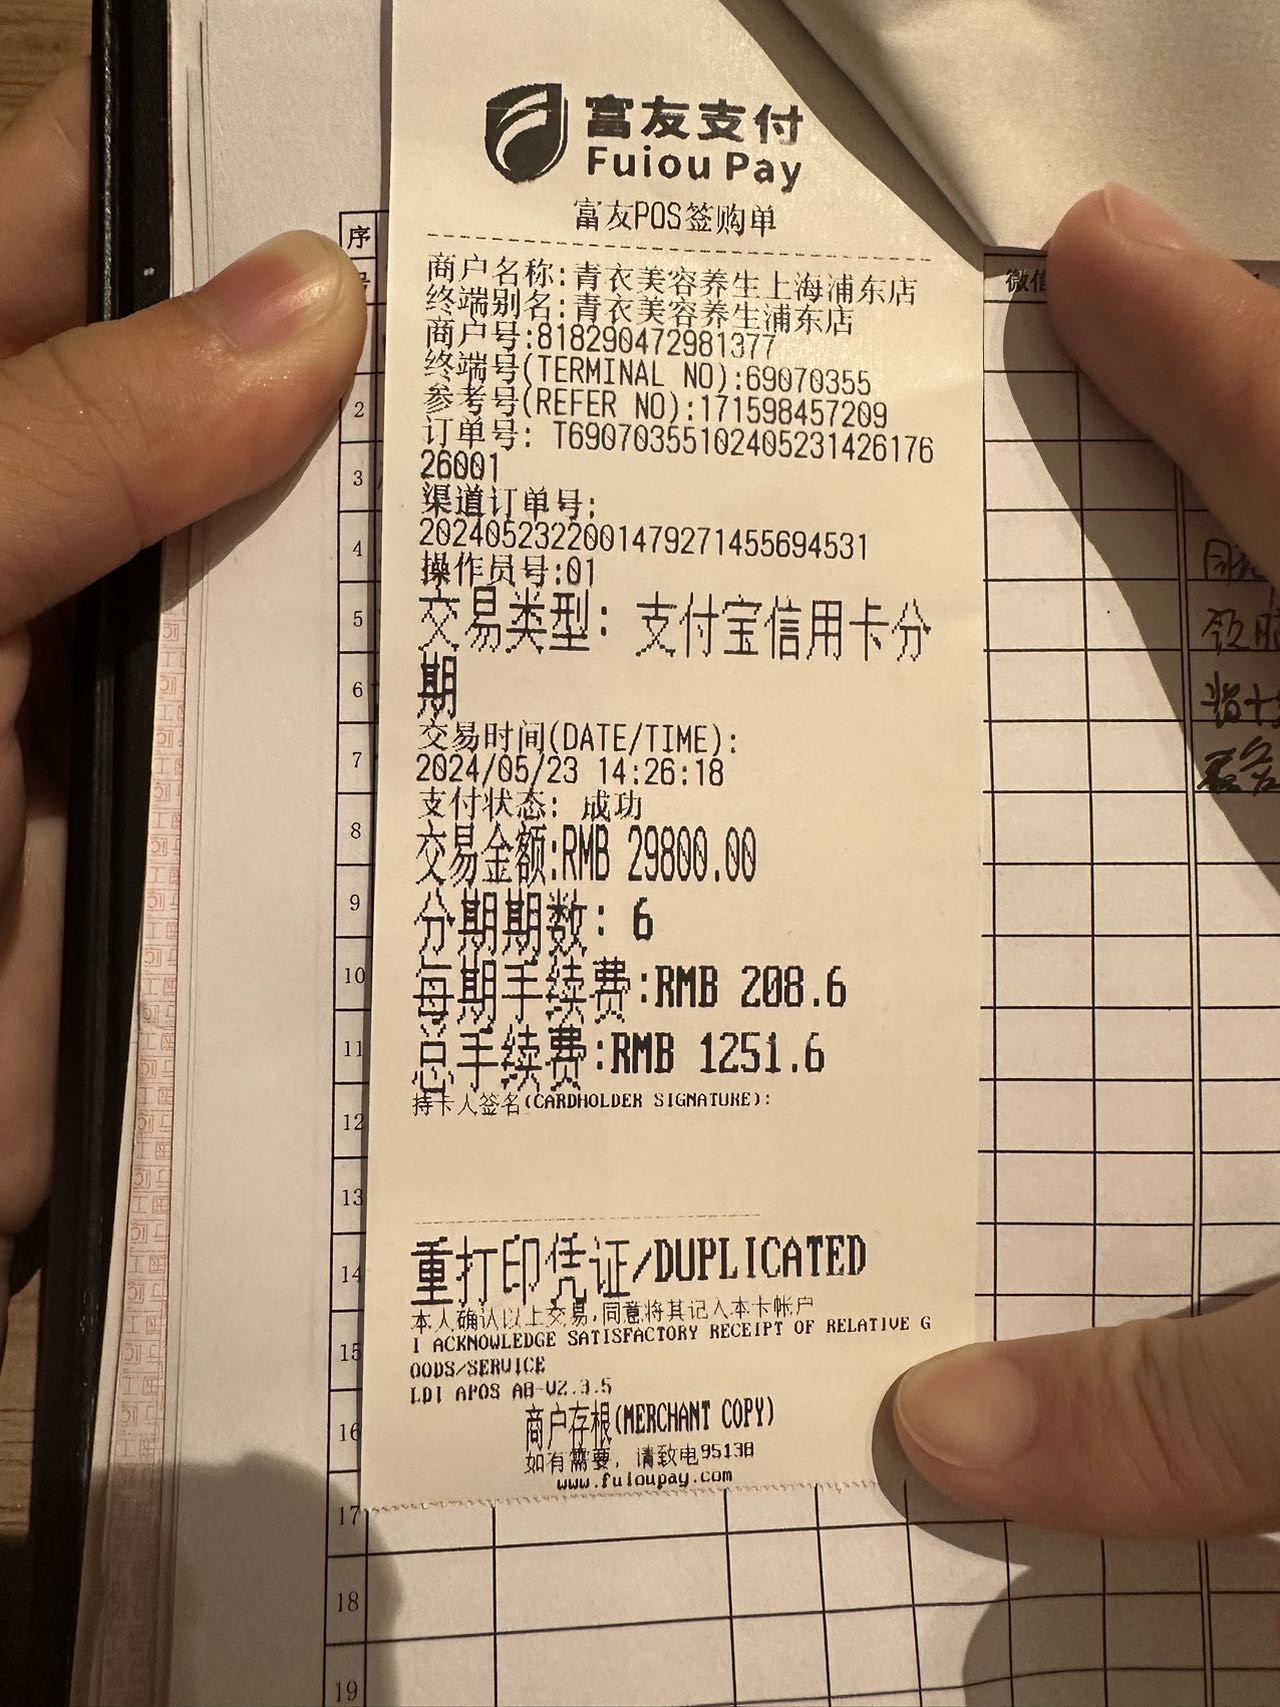 富友支付
Fuiou Pay
富友POS签购单
商户名称:青衣美容养生上海浦东店
终端别名:青衣美容养生浦东店
商户号:818290472981377
终端号(TERMINAL NO):69070355
参考号(REFER NO):171598457209
订单号: T69070355102405231426176
26001
渠道订单号:
2024052322001479271455694531
操作员号:01
交易类型: 支付宝信用卡分
期
交易时间(DATE/TIME):
2024/05/23 14:26:18
支付状态: 成功
交易金额:RMB 29800.00
分期期数: 6
每期手续费:RMB 208.6
总手续费:RMB 1251.6
持卡人签名(CARDHOLDER SIGNATURE):
重打印凭证/DUPLICATED
本人确认以上交易,同意将其记入本卡帐户
I ACKNOWLEDGE SATISFACTORY RECEIPT OF RELATIVE G
OODS/SERVICE
LDI APOS A8-V2.3.5
商户存根(MERCHANT COPY)
如有需要, 请致电95138
www.fuioupay.com
序
微信
2
3
4
5
6
7
8
9
10
11
12
13
14
15
16
17
18
19